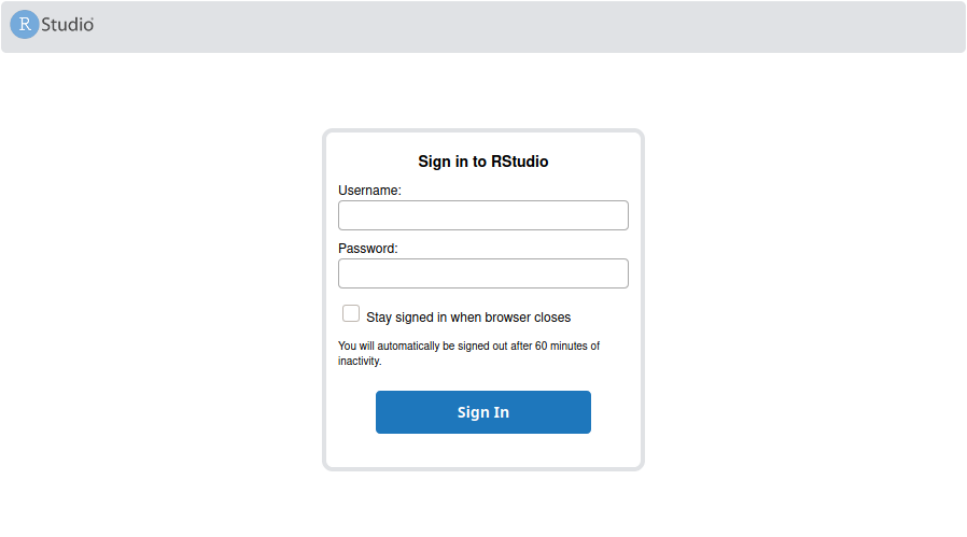 R Studio
Sign in to RStudio
Username:
Password:
Stay signed in when browser closes
You will automatically be signed out after 60 minutes of
inactivity.
Sign In